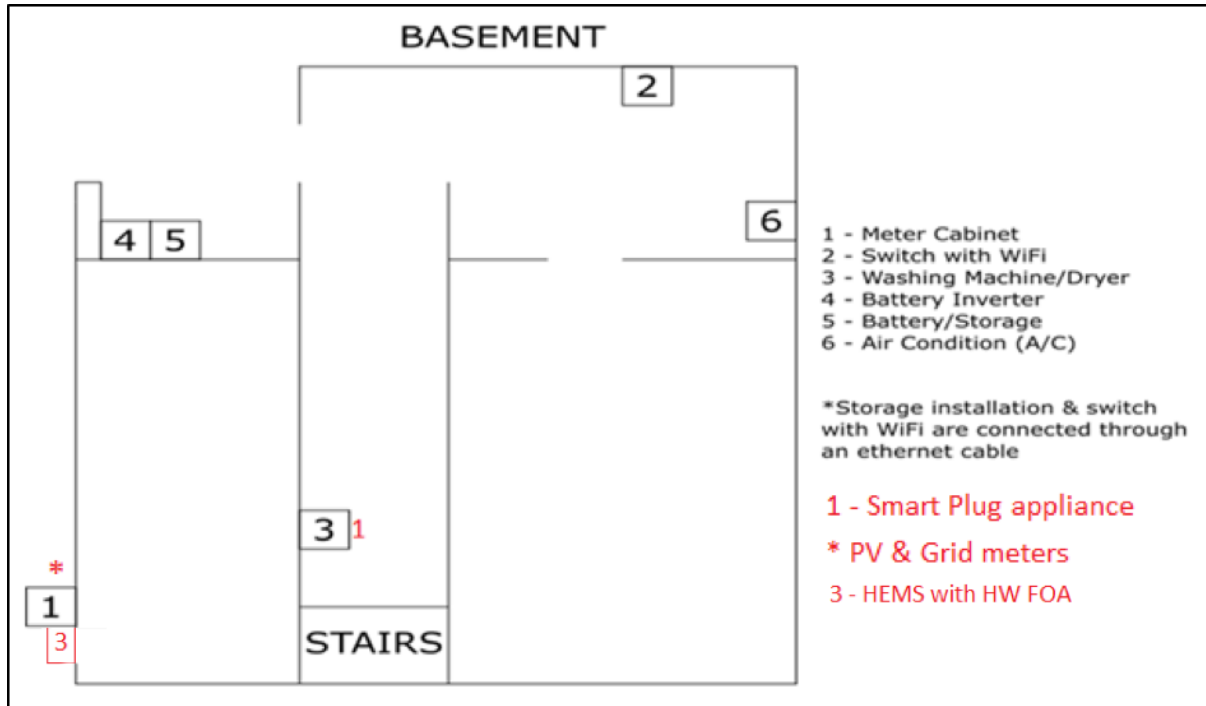 BASEMENT
2
6
4 5
1 - Meter Cabinet
2 - Switch with WiFi
3 - Washing Machine/Dryer
4 - Battery Inverter
5 - Battery/Storage
6 - Air Condition (A/C)
*Storage installation & switch
with WiFi are connected through
an ethernet cable
1 - Smart Plug appliance
* PV & Grid meters
3 - HEMS with HW FOA
3 1
*
1
3
STAIRS